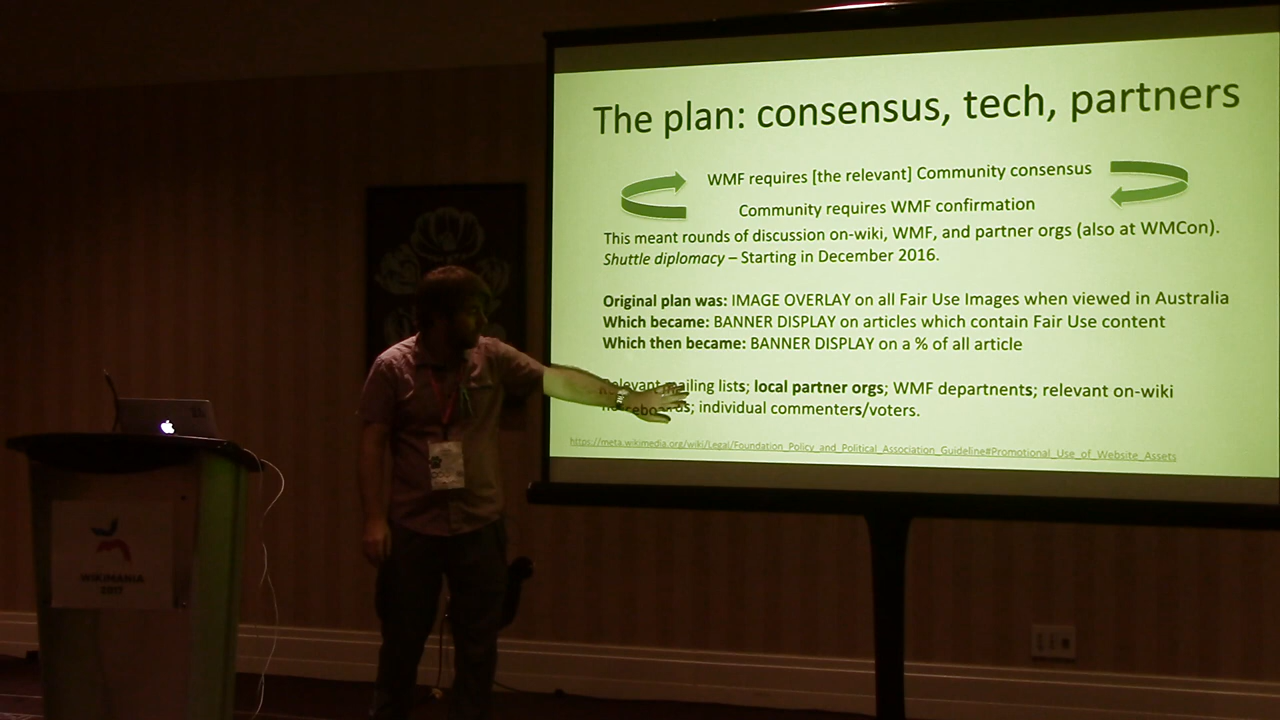 The plan: consensus, tech, partners
WMF requires [the relevant] Community consensus
Community requires WMF confirmation
This meant rounds of discussion on-wiki, WMF, and partner orgs (also at WMCon).
Shuttle diplomacy – Starting in December 2016.
Original plan was: IMAGE OVERLAY on all Fair Use Images when viewed in Australia
Which became: BANNER DISPLAY on articles which contain Fair Use content
Which then became: BANNER DISPLAY on a % of all article
Relevant mailing lists; local partner orgs; WMF departnents; relevant on-wiki
; individual commenters/voters.
https://meta.wikimedia.org/wiki/Legal/Foundation_Policy_and_Political_Association_Guideline#Promotional_Use_of_Website_Assets
WIKIMANIA
2017